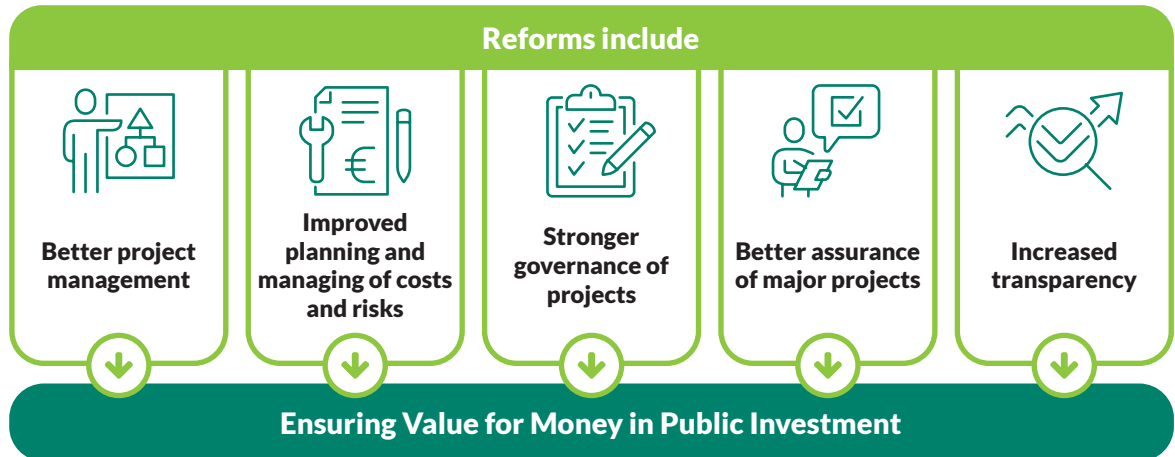 Reforms include
Better project
management
Improved
planning and
managing of costs
and risks
Stronger
governance of
projects
Better assurance
of major projects
Increased
transparency
Ensuring Value for Money in Public Investment